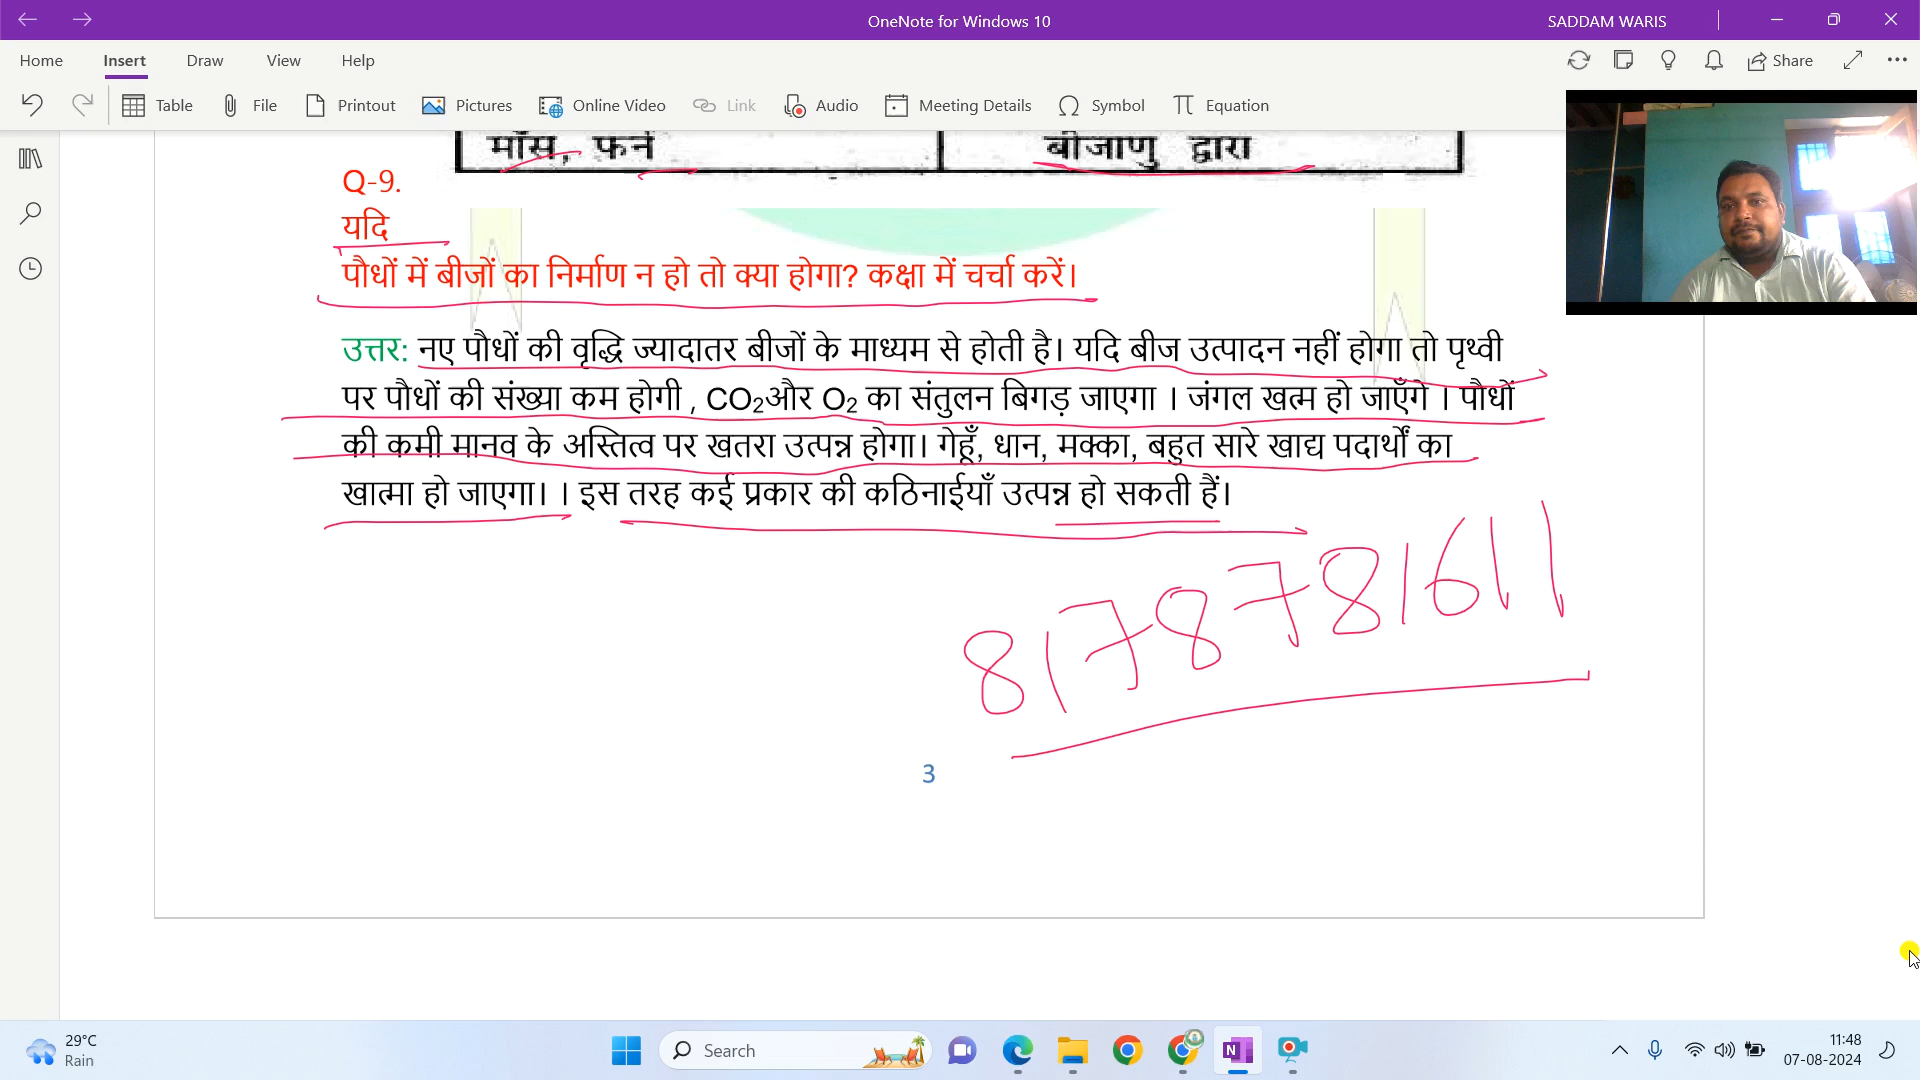 OneNote for Windows 10
SADDAM WARIS
Home Insert Draw View Help
Share
Table File Printout Pictures Online Video Link Audio Meeting Details Symbol Equation
मॉस, फर्न बीजाणु द्वारा
Q-9.
यदि
पौधों में बीजों का निर्माण न हो तो क्या होगा? कक्षा में चर्चा करें।
उत्तर: नए पौधों की वृद्धि ज्यादातर बीजों के माध्यम से होती है। यदि बीज उत्पादन नहीं होगा तो पृथ्वी
पर पौधों की संख्या कम होगी , CO₂और O₂ का संतुलन बिगड़ जाएगा । जंगल खत्म हो जाएँगे । पौधों
की कमी मानव के अस्तित्व पर खतरा उत्पन्न होगा। गेहूँ, धान, मक्का, बहुत सारे खाद्य पदार्थों का
खात्मा हो जाएगा। । इस तरह कई प्रकार की कठिनाईयाँ उत्पन्न हो सकती हैं।
8178781611
3
29°C
Rain
Search
11:48
07-08-2024